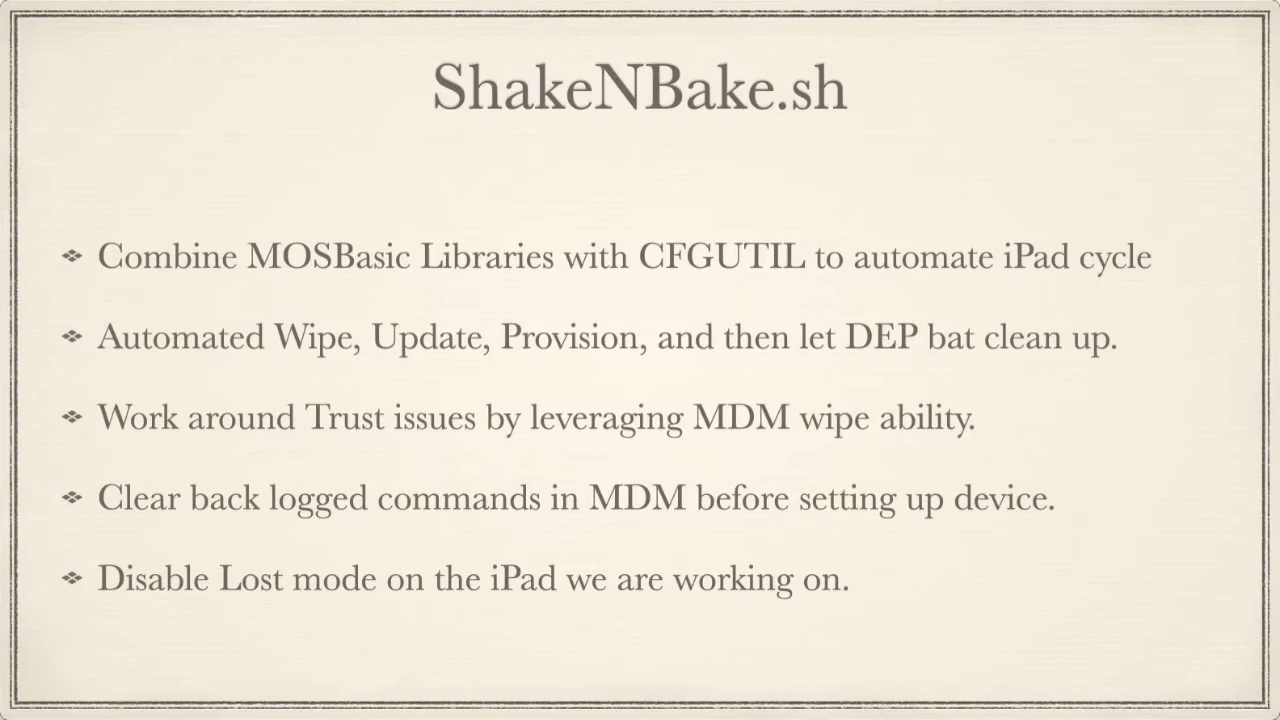 ShakeNBake.sh
Combine MOSBasic Libraries with CFGUTIL to automate iPad cycle
Automated Wipe, Update, Provision, and then let DEP bat clean up.
Work around Trust issues by leveraging MDM wipe ability.
Clear back logged commands in MDM before setting up device.
Disable Lost mode on the iPad we are working on.